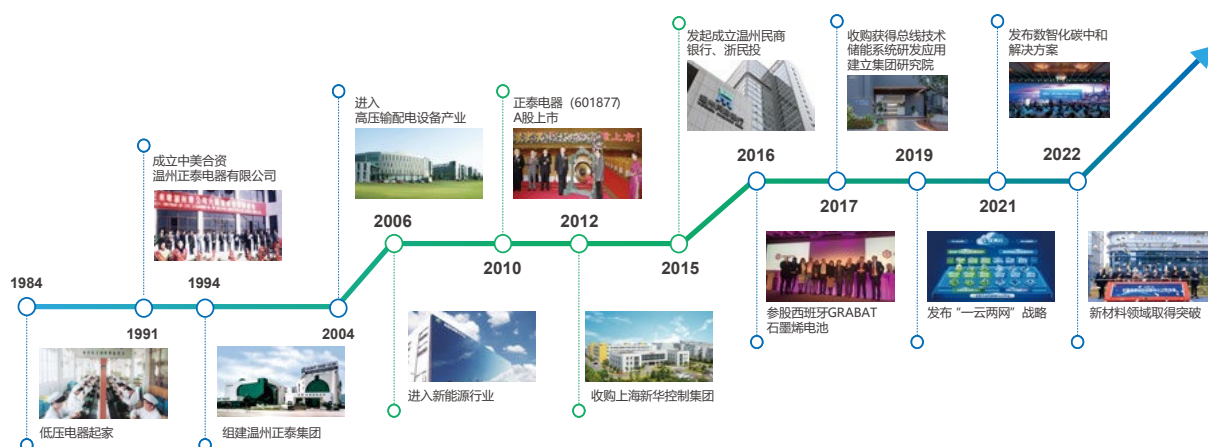 1984
低压电器起家
1991
成立中美合资
温州正泰电器有限公司
1994
组建温州正泰集团
2004
进入
高压输配电设备产业
2006
进入新能源行业
2010
正泰电器（601877）
A股上市
2012
收购上海新华控制集团
2015
发起成立温州民商
银行、浙民投
2016
参股西班牙GRABAT
石墨烯电池
2017
收购获得总线技术
储能系统研发应用
建立集团研究院
2019
发布“一云两网”战略
2021
发布数智化碳中和
解决方案
2022
新材料领域取得突破